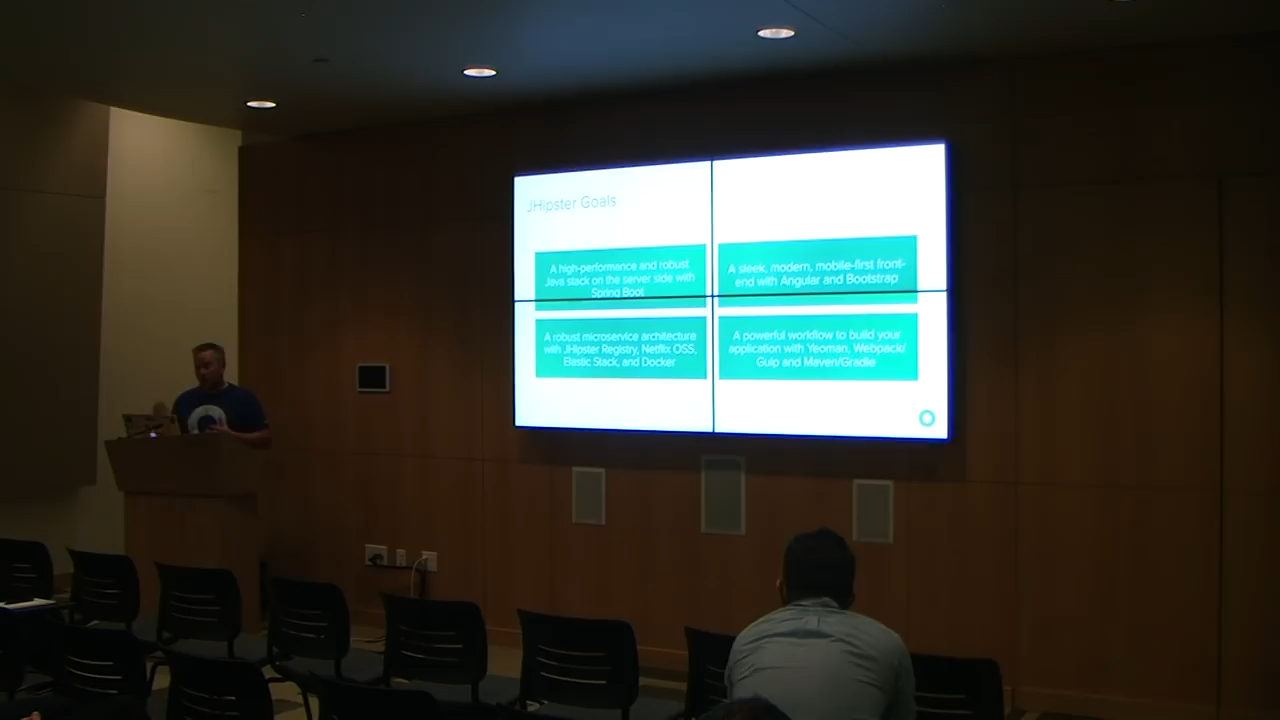 JHipster Goals
A high-performance and robust
Java stack on the server side with
Spring Boot
A sleek, modern, mobile-first front-
end with Angular and Bootstrap
A robust microservice architecture
with JHipster Registry, Netflix OSS,
Elastic Stack, and Docker
A powerful workflow to build your
application with Yeoman, Webpack/
Gulp and Maven/Gradle